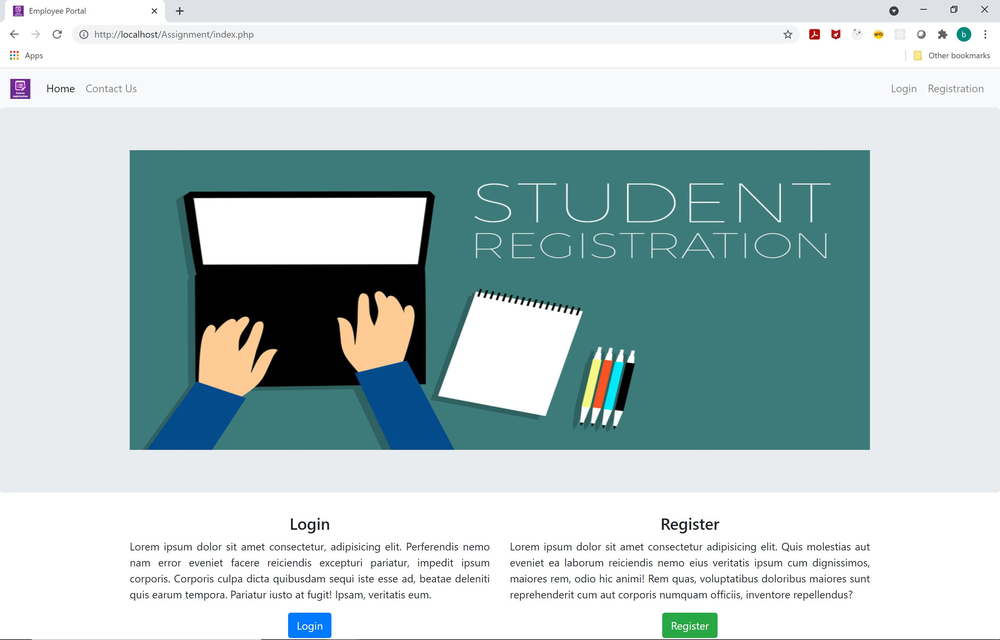 Employee Portal
http://localhost/Assignment/index.php
b
Apps
Other bookmarks
Course
registration
Home
Contact Us
Login
Registration
STUDENT
REGISTRATION
Login
Lorem ipsum dolor sit amet consectetur, adipisicing elit. Perferendis nemo
nam error eveniet facere reiciendis excepturi pariatur, impedit ipsum
corporis. Corporis culpa dicta quibusdam sequi iste esse ad, beatae deleniti
quis earum tempora. Pariatur iusto at fugit! Ipsam, veritatis eum.
Login
Register
Lorem ipsum dolor sit amet consectetur adipisicing elit. Quis molestias aut
eveniet ea laborum reiciendis nemo eius veritatis ipsum cum dignissimos,
maiores rem, odio hic animi! Rem quas, voluptatibus doloribus maiores sunt
reprehenderit cum aut corporis numquam officiis, inventore repellendus?
Register